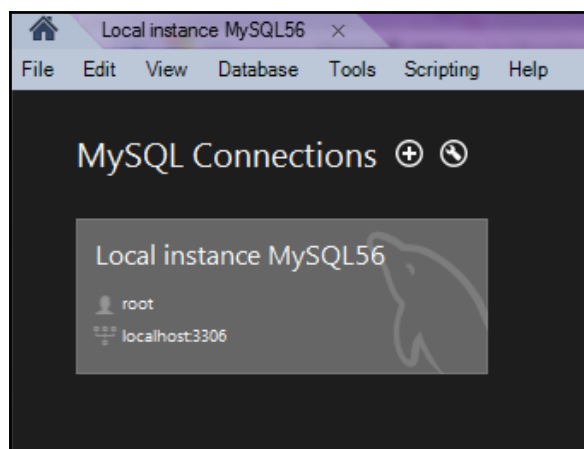 Local instance MySQL56
File Edit View Database Tools Scripting Help
MySQL Connections
Local instance MySQL56
root
localhost:3306